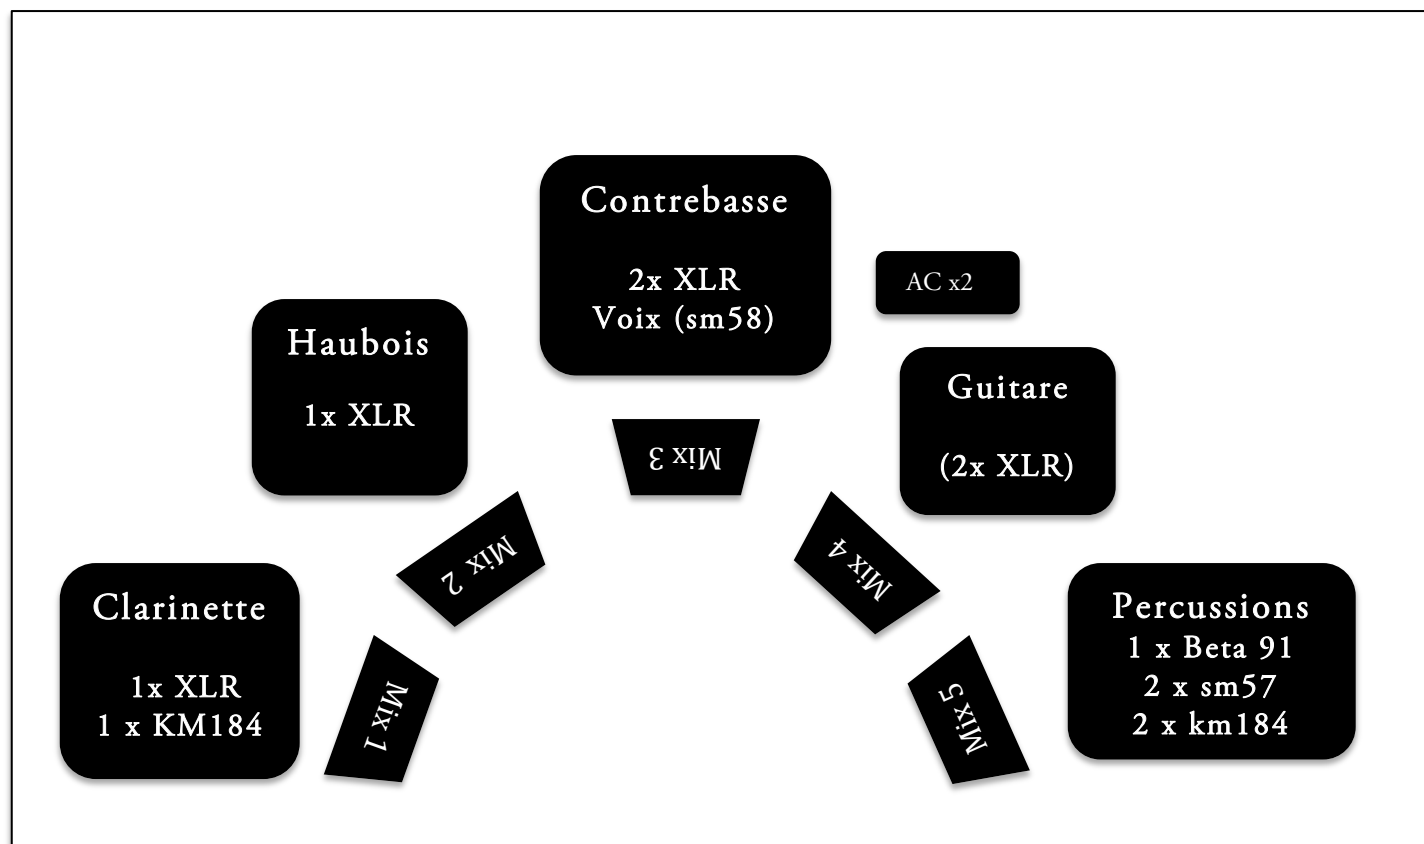 Contrebasse
2x XLR
Voix (sm58)
AC x2
Haubois
1x XLR
Guitare
(2x XLR)
Mix 3
Mix 2
Mix 4
Clarinette
1x XLR
1 x KM184
Mix 1
Mix 5
Percussions
1 x Beta 91
2 x sm57
2 x km184